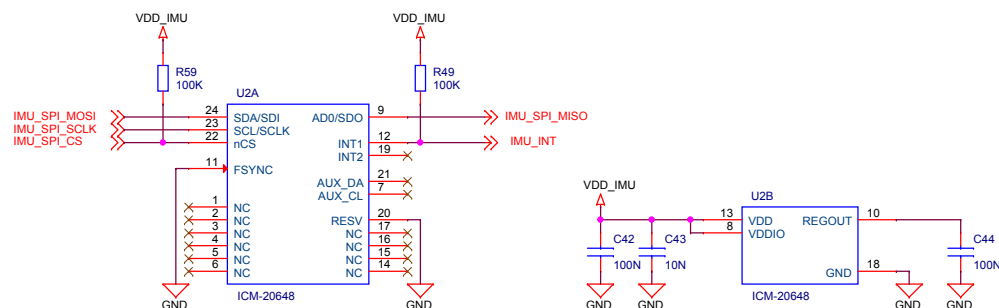 VDD_IMU
VDD_IMU
R59
100K
R49
100K
U2A
IMU_SPI_MOSI
24
SDA/SDI
AD0/SDO
9
IMU_SPI_MISO
IMU_SPI_SCLK
23
SCL/SCLK
IMU_SPI_CS
22
nCS
INT1
12
IMU_INT
INT2
19
11
FSYNC
AUX_DA
21
AUX_CL
7
1
NC
RESV
20
2
NC
NC
17
3
NC
NC
16
4
NC
NC
15
5
NC
NC
14
6
NC
GND
ICM-20648
GND
VDD_IMU
U2B
13
VDD
REGOUT
10
8
VDDIO
C42
100N
C43
10N
C44
100N
GND
18
GND
GND
ICM-20648
GND
GND